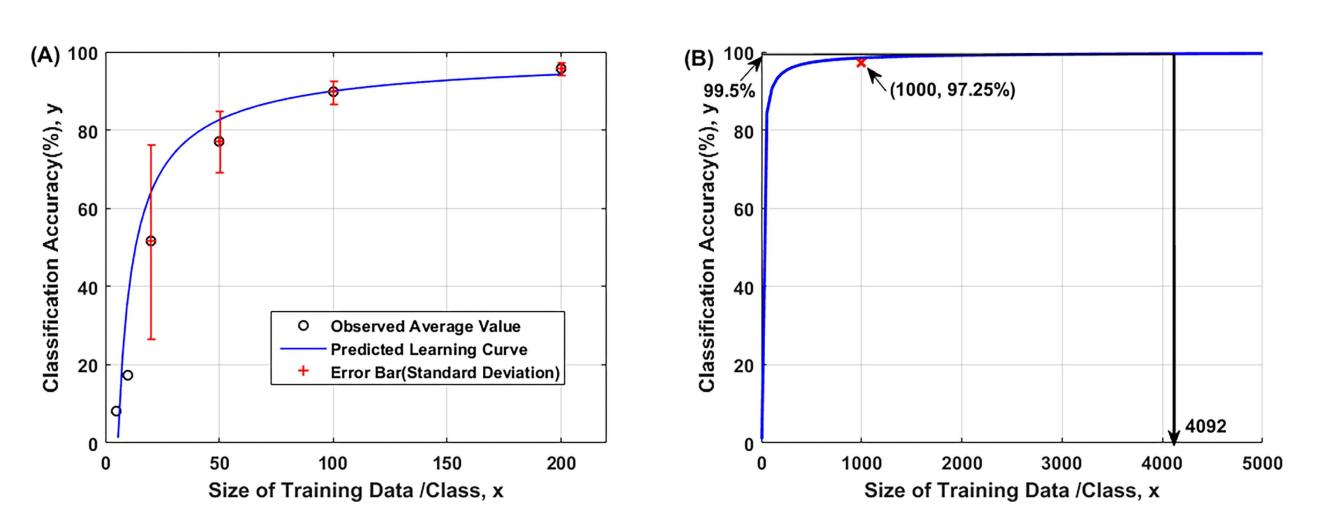 (A)
100
80
60
40
20
0
Classification Accuracy(%), y
Observed Average Value
Predicted Learning Curve
Error Bar(Standard Deviation)
0 50 100 150 200
Size of Training Data /Class, x
(B)
100
99.5%
80
60
40
20
0
Classification Accuracy(%), y
(1000, 97.25%)
4092
0 1000 2000 3000 4000 5000
Size of Training Data /Class, x